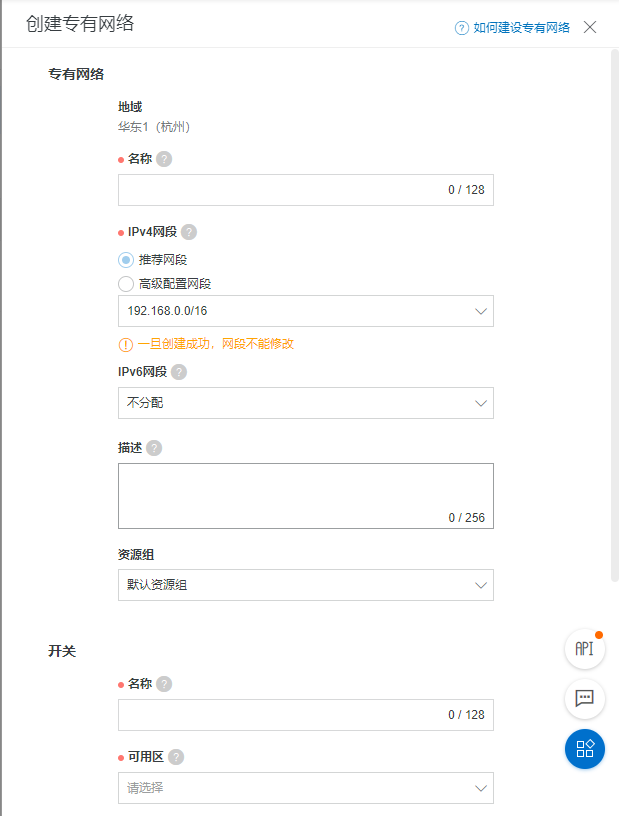 创建专有网络
如何建设专有网络
专有网络
地域
华东1（杭州）
名称
0 / 128
IPv4网段
推荐网段
高级配置网段
192.168.0.0/16
一旦创建成功，网段不能修改
IPv6网段
不分配
描述
0 / 256
资源组
默认资源组
开关
名称
0 / 128
可用区
请选择
API